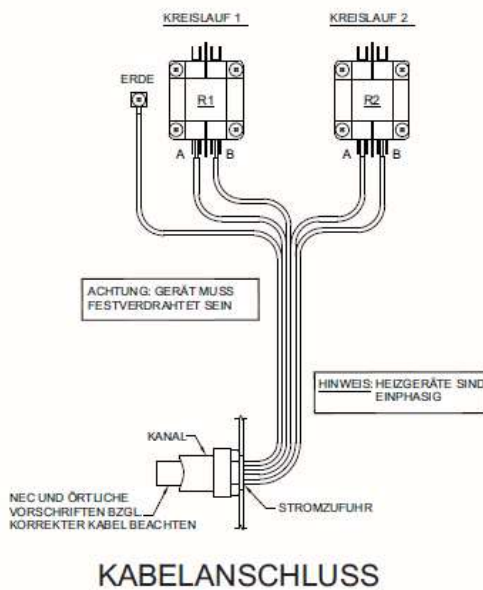 KREISLAUF 1
KREISLAUF 2
ERDE
R1
R2
A
B
A
B
ACHTUNG: GERÄT MUSS
FESTVERDRAHTET SEIN
HINWEIS: HEIZGERÄTE SIND
EINPHASIG
KANAL
NEC UND ÖRTLICHE
VORSCHRIFTEN BZGL.
KORREKTER KABEL BEACHTEN
STROMZUFUHR
KABELANSCHLUSS